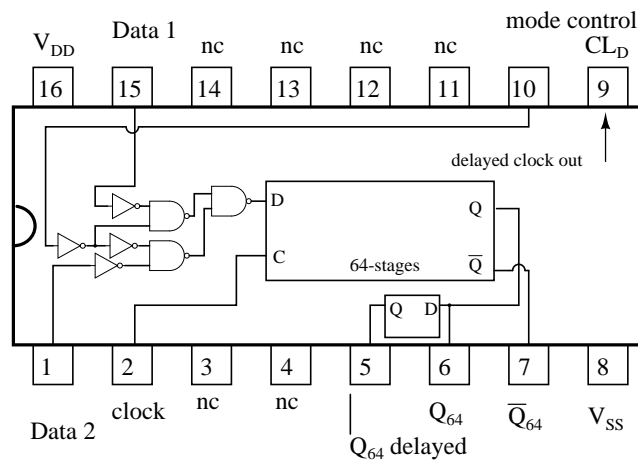 mode control
V_DD Data 1 nc nc nc nc CL_D
16 15 14 13 12 11 10 9
delayed clock out
D Q
C Q̅
64-stages
Q D
1 2 3 4 5 6 7 8
clock nc nc Q_64 Q̅_64 V_SS
Data 2 Q_64 delayed